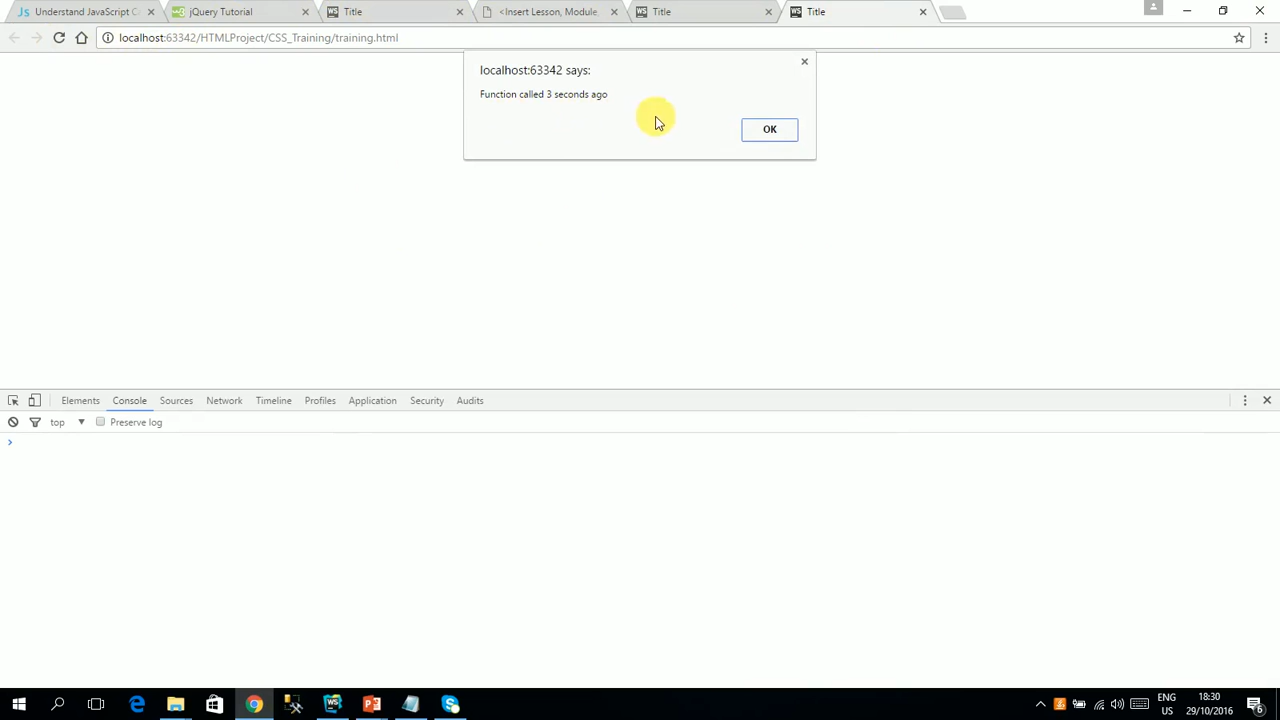 Understand JavaScript C
jQuery Tutorial
Title
<Insert Lesson, Module,
Title
Title
localhost:63342/HTMLProject/CSS_Training/training.html
localhost:63342 says:
Function called 3 seconds ago
OK
Elements Console Sources Network Timeline Profiles Application Security Audits
top Preserve log
ENG 18:30
US 29/10/2016
6